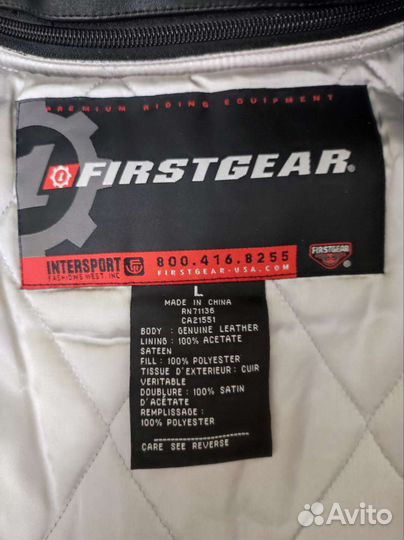 PREMIUM RIDING EQUIPMENT
1 FIRSTGEAR®
INTERSPORT
FASHIONS WEST, INC
800.416.8255
FIRSTGEAR-USA.COM
FIRSTGEAR
L
MADE IN CHINA
RN71136
CA21551
BODY : GENUINE LEATHER
LINING : 100% ACETATE
SATEEN
FILL : 100% POLYESTER
TISSUE D'EXTERIEUR : CUIR
VERITABLE
DOUBLURE : 100% SATIN
D'ACÉTATE
REMPLISSAGE :
100% POLYESTER
CARE SEE REVERSE
Avito